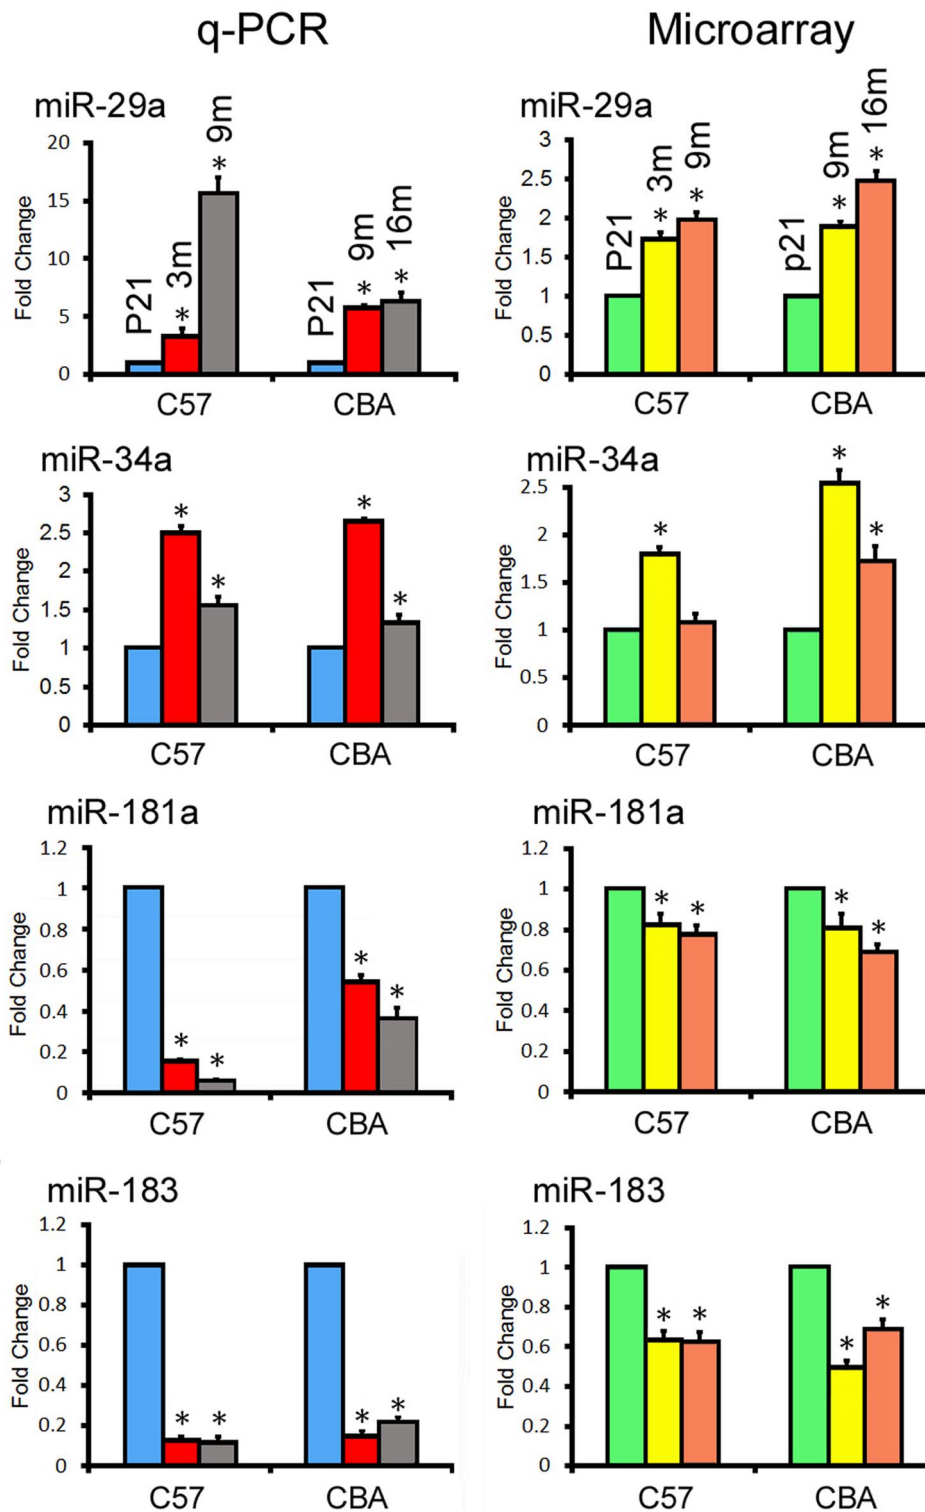 q-PCR Microarray
miR-29a miR-29a
Fold Change
20
15
10
5
0
P21
3m
*
9m
*
P21
9m
*
16m
*
C57 CBA
Fold Change
3
2.5
2
1.5
1
0.5
0
P21
3m
*
9m
*
p21
9m
*
16m
*
C57 CBA
miR-34a miR-34a
Fold Change
3
2.5
2
1.5
1
0.5
0
* * * *
C57 CBA
Fold Change
2.5
2
1.5
1
0.5
0
* * *
C57 CBA
miR-181a miR-181a
Fold Change
1.2
1
0.8
0.6
0.4
0.2
0
* * * *
C57 CBA
Fold Change
1.2
1
0.8
0.6
0.4
0.2
0
* * * *
C57 CBA
miR-183 miR-183
Fold Change
1.2
1
0.8
0.6
0.4
0.2
0
* * * *
C57 CBA
Fold Change
1.2
1
0.8
0.6
0.4
0.2
0
* * * *
C57 CBA